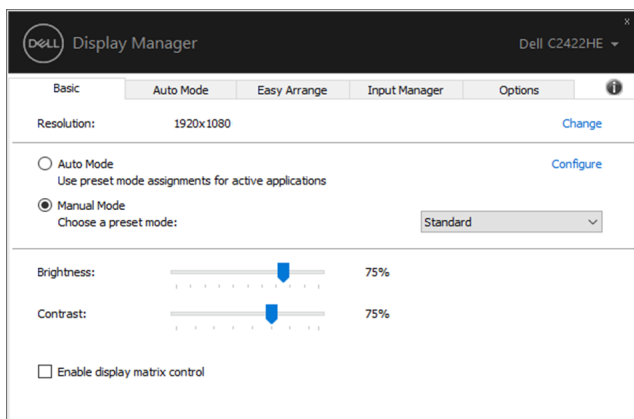 x
DELL Display Manager Dell C2422HE
Basic Auto Mode Easy Arrange Input Manager Options i
Resolution: 1920x1080 Change
Auto Mode Configure
Use preset mode assignments for active applications
Manual Mode
Choose a preset mode: Standard
Brightness: 75%
Contrast: 75%
Enable display matrix control